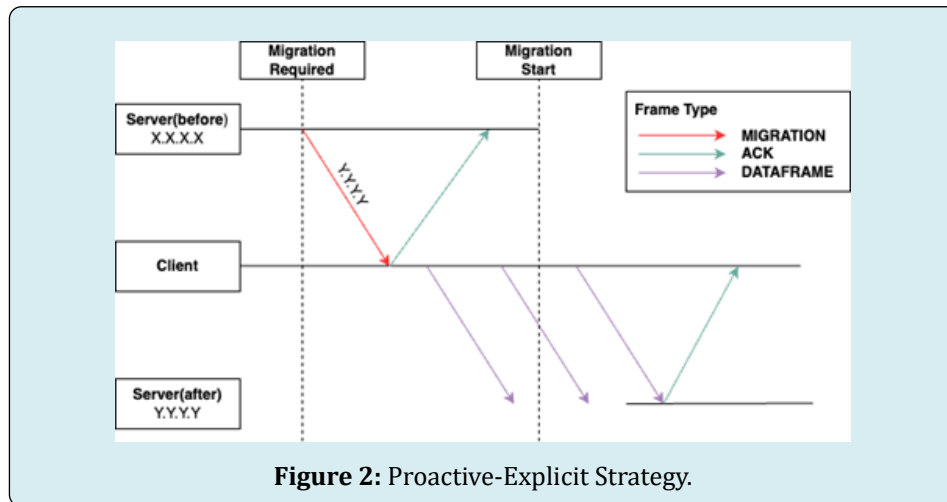 Migration
Required
Migration
Start
Server(before)
X.X.X.X
Frame Type
MIGRATION
ACK
DATAFRAME
Y.Y.Y.Y
Client
Server(after)
Y.Y.Y.Y
Figure 2: Proactive-Explicit Strategy.